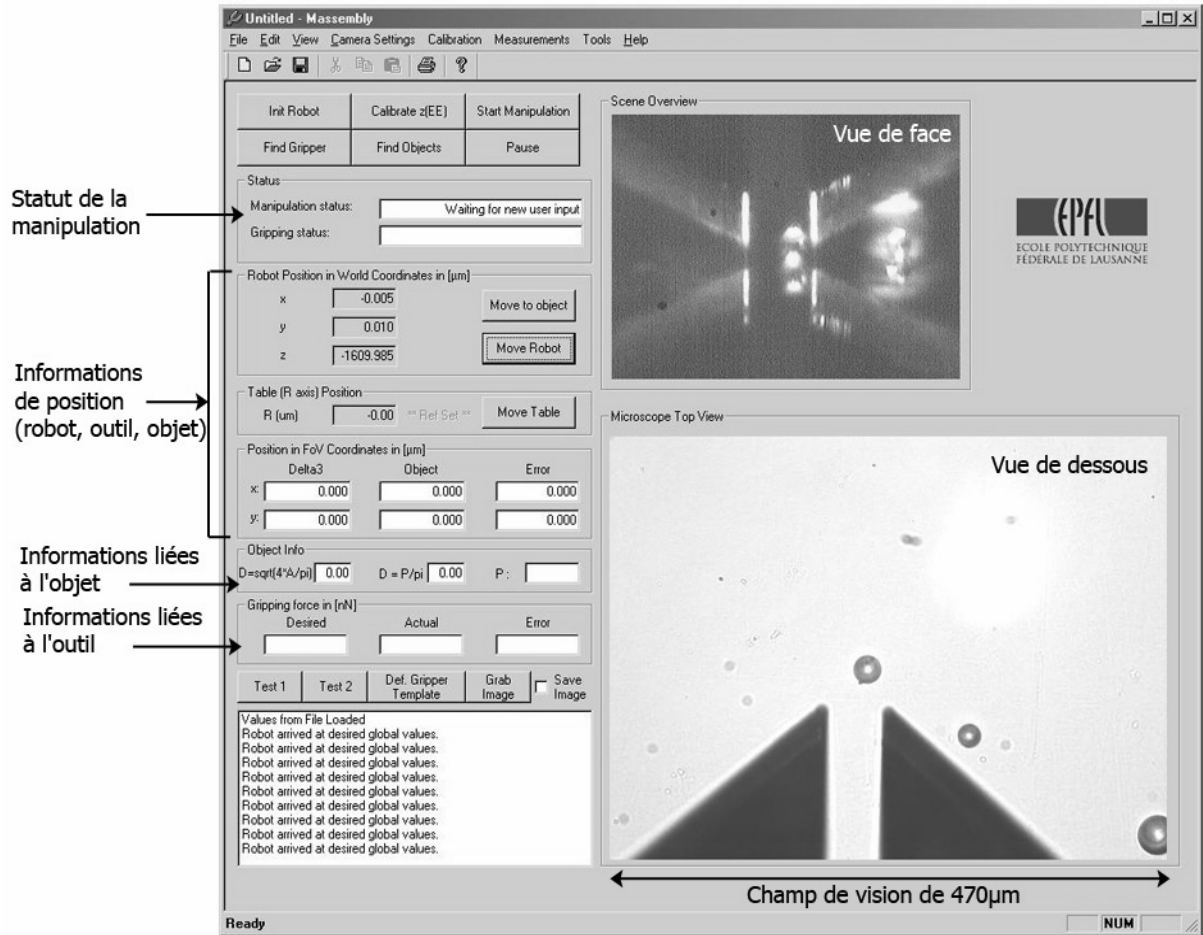 Untitled - Massembly
File Edit View Camera Settings Calibration Measurements Tools Help
Init Robot
Calibrate z(EE)
Start Manipulation
Find Gripper
Find Objects
Pause
Statut de la
manipulation
Status
Manipulation status:
Waiting for new user input
Gripping status:
Informations
de position
(robot, outil, objet)
Robot Position in World Coordinates in [µm]
x -0.005
y 0.010
z -1609.985
Move to object
Move Robot
Table (R axis) Position
R (um) -0.00 ** Ref Set **
Move Table
Position in FoV Coordinates in [µm]
Delta3 Object Error
x: 0.000 0.000 0.000
y: 0.000 0.000 0.000
Informations liées
à l'objet
Object Info
D=sqrt(4*A/pi) 0.00 D = P/pi 0.00 P :
Informations liées
à l'outil
Gripping force in [nN]
Desired Actual Error
Test 1
Test 2
Def. Gripper
Template
Grab
Image
Save
Image
Values from File Loaded
Robot arrived at desired global values.
Robot arrived at desired global values.
Robot arrived at desired global values.
Robot arrived at desired global values.
Robot arrived at desired global values.
Robot arrived at desired global values.
Robot arrived at desired global values.
Robot arrived at desired global values.
Robot arrived at desired global values.
Scene Overview
Vue de face
EPFL
ECOLE POLYTECHNIQUE
FÉDÉRALE DE LAUSANNE
Microscope Top View
Vue de dessous
Champ de vision de 470µm
Ready
NUM